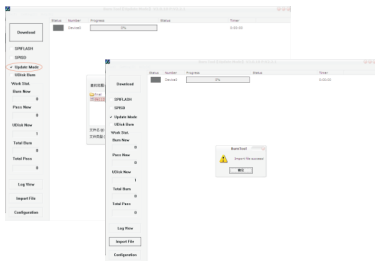 Status Number Progress Status Timer
Device1 0% 0:00:00
Download
SPIFLASH
SPIRD
Update Mode
UDisk Burn
Work Stat.
Burn Now
0
Pass Now
0
UDisk Now
1
Total Burn
0
Total Pass
0
Log View
Import File
Configuration
Status Number Progress Status Timer
Device1 0% 0:00:00
Download
SPIFLASH
SPIRD
Update Mode
UDisk Burn
Work Stat.
Burn Now
0
Pass Now
0
UDisk Now
1
Total Burn
0
Total Pass
0
Log View
Import File
Configuration
BurnTool
Import file success